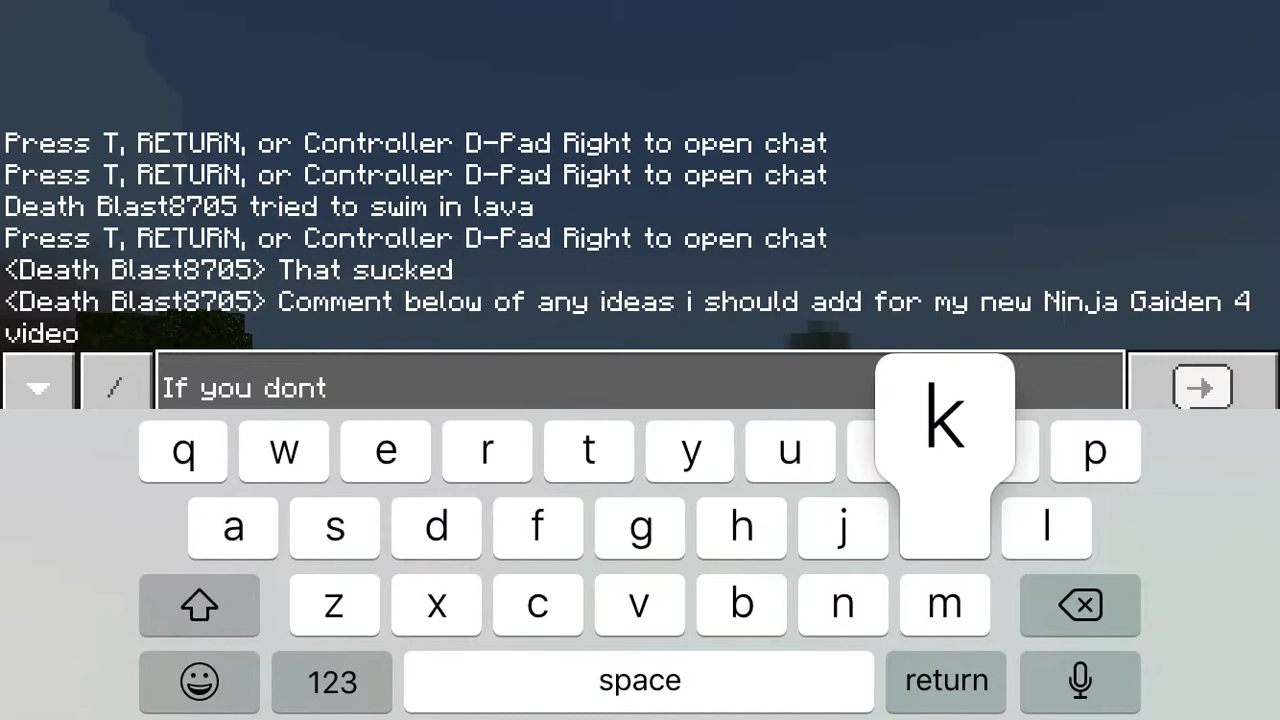 Press T, RETURN, or Controller D-Pad Right to open chat
Press T, RETURN, or Controller D-Pad Right to open chat
Death Blast8705 tried to swim in lava
Press T, RETURN, or Controller D-Pad Right to open chat
<Death Blast8705> That sucked
<Death Blast8705> Comment below of any ideas i should add for my new Ninja Gaiden 4
video
/ If you dont
k
q w e r t y u p
a s d f g h j l
z x c v b n m
123 space return